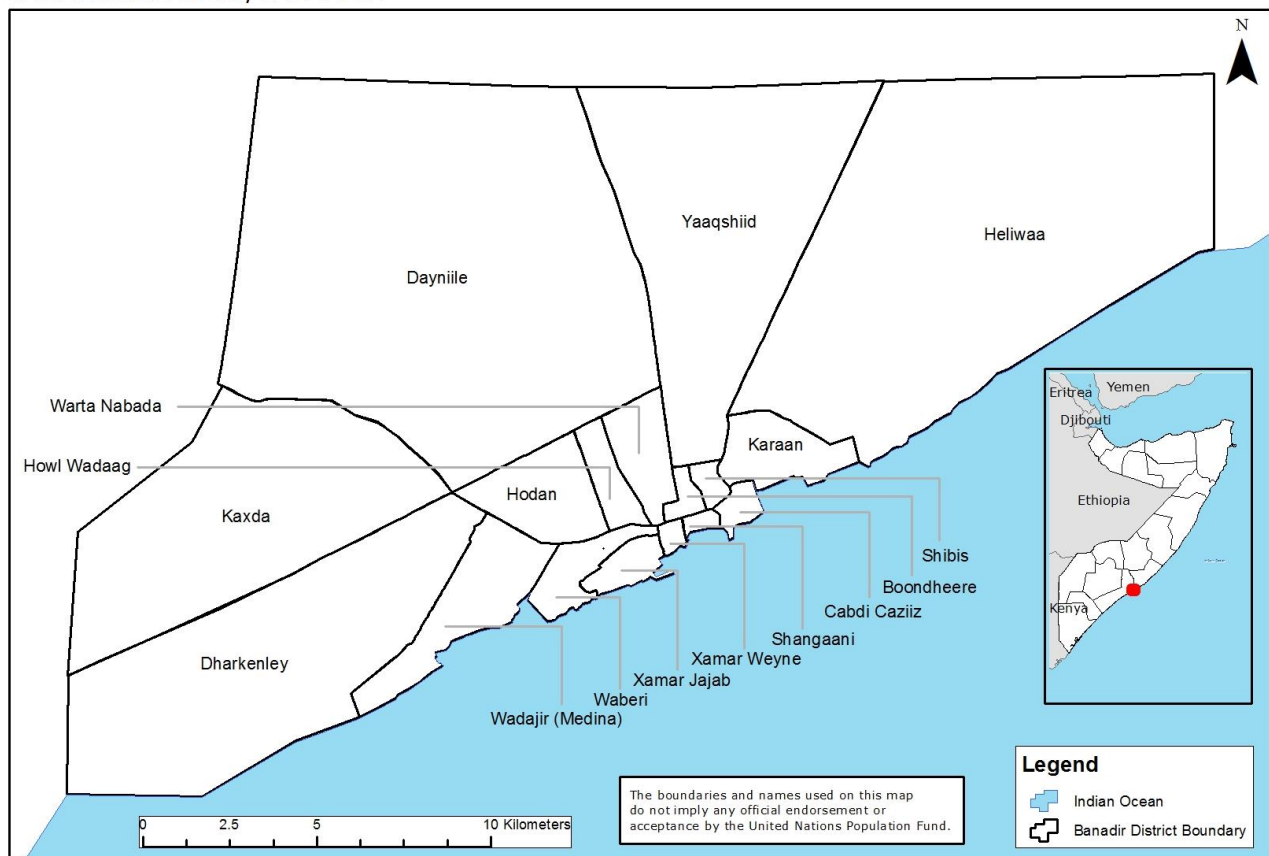 N
Yaaqshiid
Heliwaa
Dayniile
Warta Nabada
Karaan
Howl Wadaag
Hodan
Kaxda
Shibis
Boondheere
Cabdi Caziiz
Shangaani
Xamar Weyne
Xamar Jajab
Waberi
Wadajir (Medina)
Dharkenley
Eritrea
Yemen
Djibouti
Ethiopia
Kenya
Legend
Indian Ocean
Banadir District Boundary
The boundaries and names used on this map
do not imply any official endorsement or
acceptance by the United Nations Population Fund.
0 2.5 5 10 Kilometers